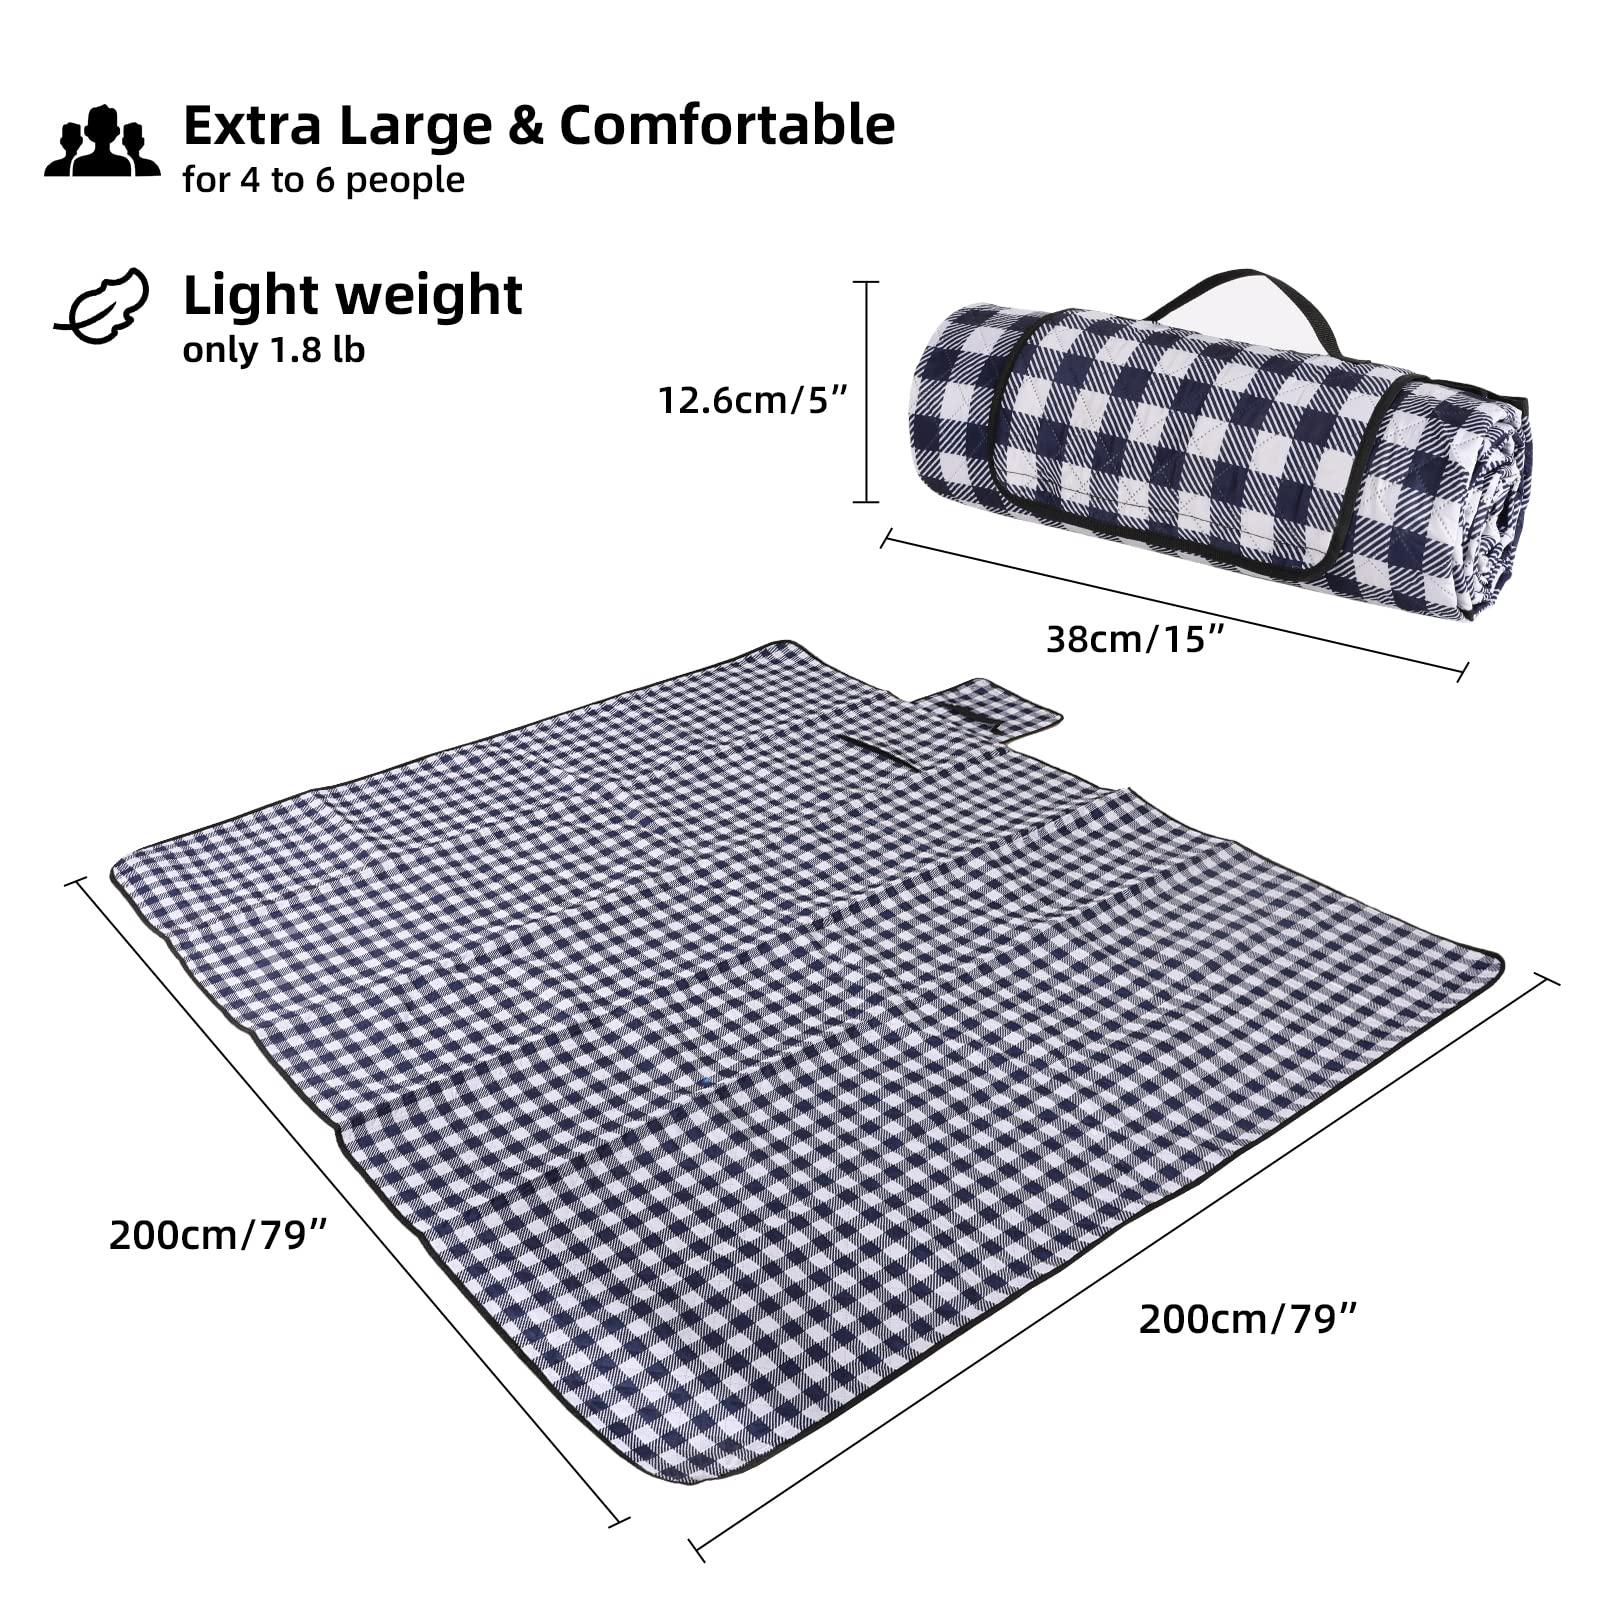 Extra Large & Comfortable
for 4 to 6 people
Light weight
only 1.8 lb
12.6cm/5”
38cm/15”
200cm/79”
200cm/79”